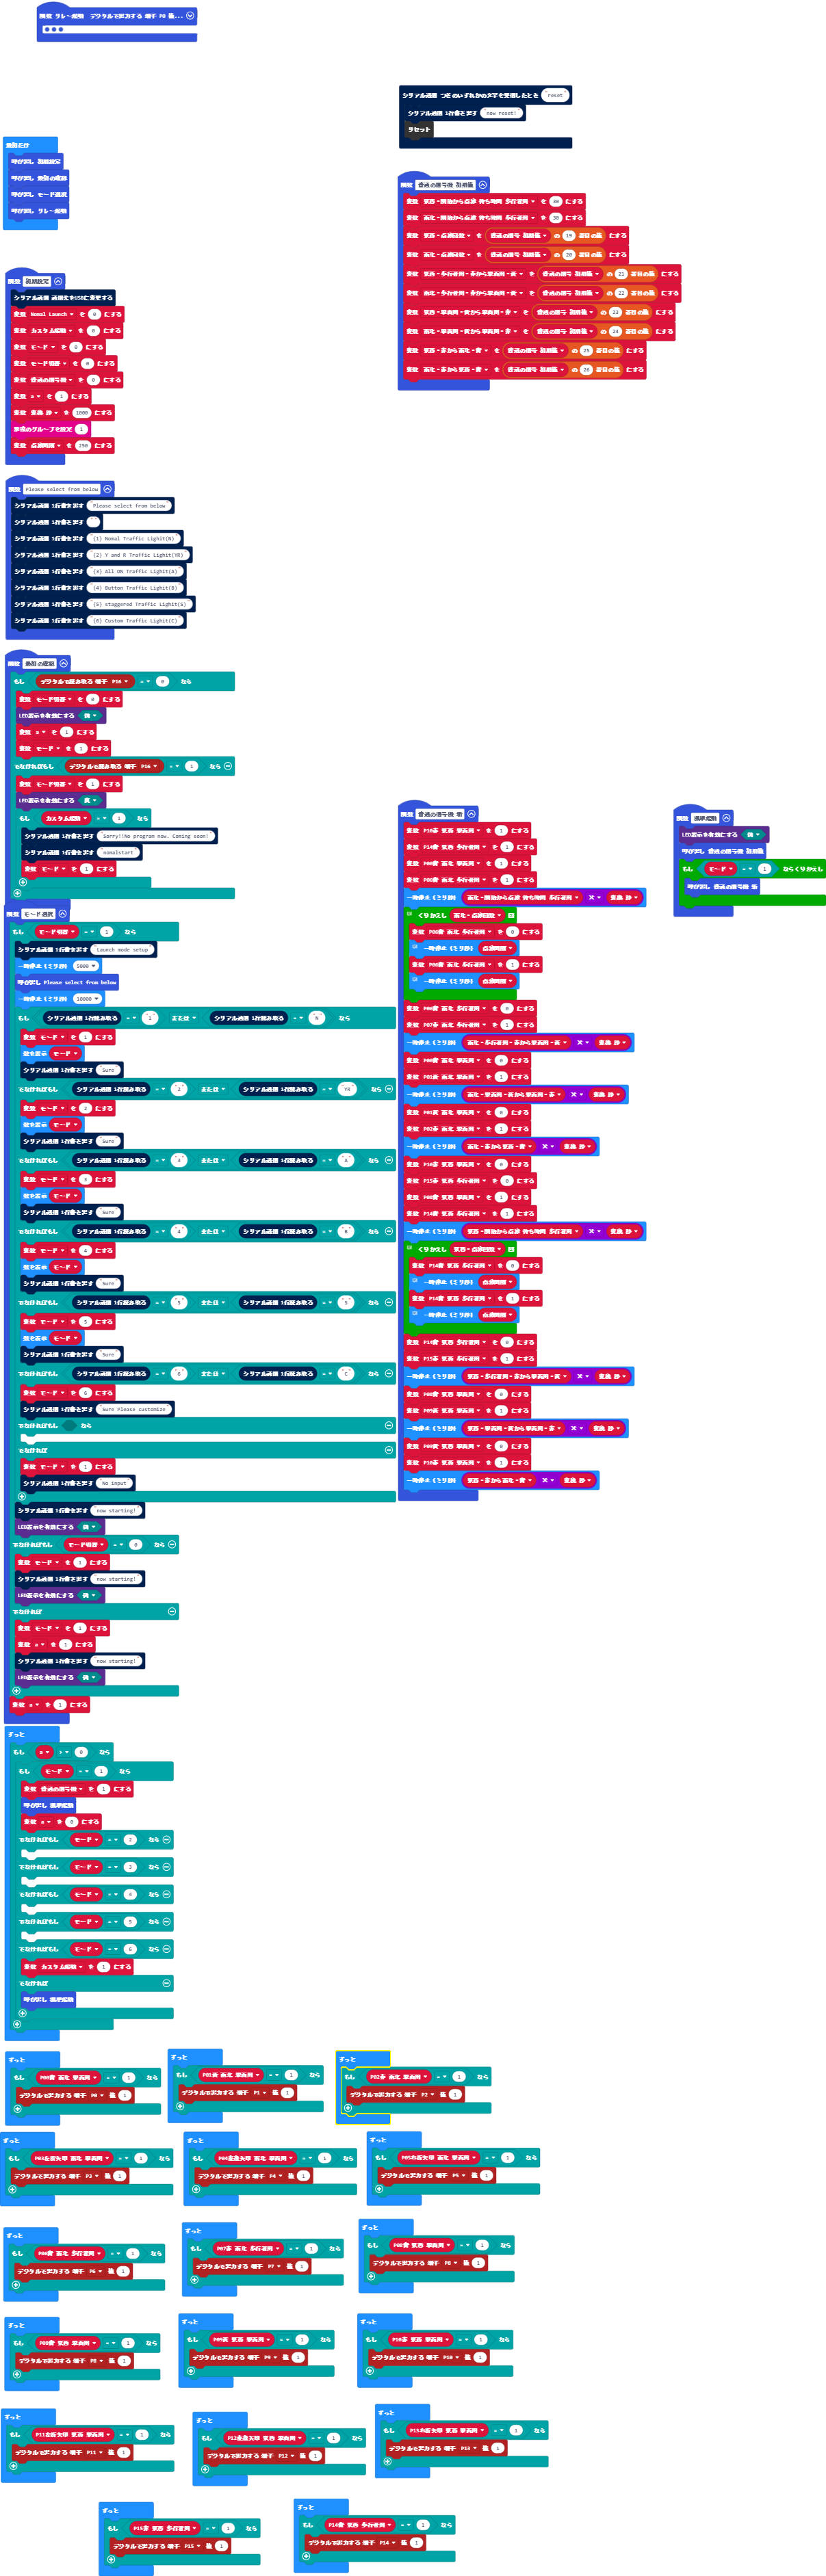 関数 リレー起動 デジタルで出力する 端子 P0 値...
シリアル通信 つぎのいずれかの文字を受信したとき reset
シリアル通信 1行書き出す now reset!
リセット
最初だけ
呼び出し 初期設定
呼び出し 最初の電源
呼び出し モード選択
呼び出し リレー起動
関数 普通の信号機 初期値
変数 東西-開始から点滅 待ち時間 歩行者用 を 30 にする
変数 南北-開始から点滅 待ち時間 歩行者用 を 30 にする
変数 東西-点滅回数 を 普通の信号 初期値 の 19 番目の値 にする
変数 南北-点滅回数 を 普通の信号 初期値 の 20 番目の値 にする
変数 東西-歩行者用-赤から車両用-黄 を 普通の信号 初期値 の 21 番目の値 にする
変数 南北-歩行者用-赤から車両用-黄 を 普通の信号 初期値 の 22 番目の値 にする
変数 東西-車両用-黄から車両用-赤 を 普通の信号 初期値 の 23 番目の値 にする
変数 南北-車両用-黄から車両用-赤 を 普通の信号 初期値 の 24 番目の値 にする
変数 東西-赤から南北-青 を 普通の信号 初期値 の 25 番目の値 にする
変数 南北-赤から東西-青 を 普通の信号 初期値 の 26 番目の値 にする
関数 初期設定
シリアル通信 通信先をUSBに変更する
変数 Nomal Launch を 0 にする
変数 カスタム起動 を 0 にする
変数 モード を 0 にする
変数 モード切替 を 0 にする
変数 普通の信号機 を 0 にする
変数 a を 1 にする
変数 変換 秒 を 1000 にする
無線のグループを設定 1
変数 点滅時間 を 250 にする
関数 Please select from below
シリアル通信 1行書き出す Please select from below
シリアル通信 1行書き出す
シリアル通信 1行書き出す (1) Nomal Traffic Lighit(N)
シリアル通信 1行書き出す (2) Y and R Traffic Lighit(YR)
シリアル通信 1行書き出す (3) All ON Traffic Lighit(A)
シリアル通信 1行書き出す (4) Button Traffic Lighit(B)
シリアル通信 1行書き出す (5) staggered Traffic Lighit(S)
シリアル通信 1行書き出す (6) Custom Traffic Lighit(C)
関数 最初の電源
もし デジタルで読み取る 端子 P16 = 0 なら
変数 モード切替 を 0 にする
LED表示を有効にする 偽
変数 a を 1 にする
変数 モード を 1 にする
でなければもし デジタルで読み取る 端子 P16 = 1 なら
変数 モード切替 を 1 にする
LED表示を有効にする 真
もし カスタム起動 = 1 なら
シリアル通信 1行書き出す Sorry!!No program now. Coming soon!
シリアル通信 1行書き出す nomalstart
変数 モード を 1 にする
関数 モード選択
もし モード切替 = 1 なら
シリアル通信 1行書き出す Launch mode setup
一時停止（ミリ秒） 5000
呼び出し Please select from below
一時停止（ミリ秒） 10000
もし シリアル通信 1行読み取る = 1 または シリアル通信 1行読み取る = N なら
変数 モード を 1 にする
数を表示 モード
シリアル通信 1行書き出す Sure
でなければもし シリアル通信 1行読み取る = 2 または シリアル通信 1行読み取る = YR なら
変数 モード を 2 にする
数を表示 モード
シリアル通信 1行書き出す Sure
でなければもし シリアル通信 1行読み取る = 3 または シリアル通信 1行読み取る = A なら
変数 モード を 3 にする
数を表示 モード
シリアル通信 1行書き出す Sure
でなければもし シリアル通信 1行読み取る = 4 または シリアル通信 1行読み取る = B なら
変数 モード を 4 にする
数を表示 モード
シリアル通信 1行書き出す Sure
でなければもし シリアル通信 1行読み取る = 5 または シリアル通信 1行読み取る = S なら
変数 モード を 5 にする
数を表示 モード
シリアル通信 1行書き出す Sure
でなければもし シリアル通信 1行読み取る = 6 または シリアル通信 1行読み取る = C なら
変数 モード を 6 にする
シリアル通信 1行書き出す Sure Please custamize
でなければもし なら
でなければ
変数 モード を 1 にする
シリアル通信 1行書き出す No input
シリアル通信 1行書き出す now starting!
LED表示を有効にする 偽
でなければもし モード切替 = 0 なら
変数 モード を 1 にする
シリアル通信 1行書き出す now starting!
LED表示を有効にする 偽
でなければ
変数 モード を 1 にする
変数 a を 1 にする
シリアル通信 1行書き出す now starting!
LED表示を有効にする 偽
変数 a を 1 にする
関数 普通の信号機 動
変数 P10赤 東西 車両用 を 1 にする
変数 P14青 東西 車両用 を 1 にする
変数 P00青 南北 車両用 を 1 にする
変数 P00青 南北 歩行者用 を 1 にする
一時停止（ミリ秒） 南北-開始から点滅 待ち時間 歩行者用 × 変換 秒
くりかえし 南北-点滅回数 回
変数 P06青 南北 歩行者用 を 0 にする
一時停止（ミリ秒） 点滅時間
変数 P06青 南北 歩行者用 を 1 にする
一時停止（ミリ秒） 点滅時間
変数 P06青 南北 歩行者用 を 0 にする
変数 P07赤 南北 歩行者用 を 1 にする
一時停止（ミリ秒） 南北-歩行者用-赤から車両用-黄 × 変換 秒
変数 P00青 南北 車両用 を 0 にする
変数 P01黄 南北 車両用 を 1 にする
一時停止（ミリ秒） 南北-車両用-黄から車両用-赤 × 変換 秒
変数 P01黄 南北 車両用 を 0 にする
変数 P02赤 南北 車両用 を 1 にする
一時停止（ミリ秒） 南北-赤から東西-青 × 変換 秒
変数 P10赤 東西 車両用 を 0 にする
変数 P15赤 東西 歩行者用 を 0 にする
変数 P08青 東西 車両用 を 1 にする
変数 P14青 東西 歩行者用 を 1 にする
一時停止（ミリ秒） 東西-開始から点滅 待ち時間 歩行者用 × 変換 秒
くりかえし 東西-点滅回数 回
変数 P14青 東西 歩行者用 を 0 にする
一時停止（ミリ秒） 点滅時間
変数 P14青 東西 歩行者用 を 1 にする
一時停止（ミリ秒） 点滅時間
変数 P14青 東西 歩行者用 を 0 にする
変数 P15赤 東西 歩行者用 を 1 にする
一時停止（ミリ秒） 東西-歩行者用-赤から車両用-黄 × 変換 秒
変数 P08青 東西 車両用 を 0 にする
変数 P09黄 東西 車両用 を 1 にする
一時停止（ミリ秒） 東西-車両用-黄から車両用-赤 × 変換 秒
変数 P09黄 東西 車両用 を 0 にする
変数 P10赤 東西 車両用 を 1 にする
一時停止（ミリ秒） 東西-赤から南北-青 × 変換 秒
関数 標準起動
LED表示を有効にする 偽
呼び出し 普通の信号機 初期値
もし モード = 1 ならくりかえし
呼び出し 普通の信号機 動
ずっと
もし a > 0 なら
もし モード = 1 なら
変数 普通の信号機 を 1 にする
呼び出し 標準起動
変数 a を 0 にする
でなければもし モード = 2 なら
でなければもし モード = 3 なら
でなければもし モード = 4 なら
でなければもし モード = 5 なら
でなければもし モード = 6 なら
変数 カスタム起動 を 1 にする
でなければ
呼び出し 標準起動
ずっと
もし P00青 南北 車両用 = 1 なら
デジタルで出力する 端子 P0 値 1
ずっと
もし P01黄 南北 車両用 = 1 なら
デジタルで出力する 端子 P1 値 1
ずっと
もし P02赤 南北 車両用 = 1 なら
デジタルで出力する 端子 P2 値 1
ずっと
もし P03左折矢印 南北 車両用 = 1 なら
デジタルで出力する 端子 P3 値 1
ずっと
もし P04直進矢印 南北 車両用 = 1 なら
デジタルで出力する 端子 P4 値 1
ずっと
もし P05右折矢印 南北 車両用 = 1 なら
デジタルで出力する 端子 P5 値 1
ずっと
もし P06青 南北 歩行者用 = 1 なら
デジタルで出力する 端子 P6 値 1
ずっと
もし P07赤 南北 歩行者用 = 1 なら
デジタルで出力する 端子 P7 値 1
ずっと
もし P08青 東西 車両用 = 1 なら
デジタルで出力する 端子 P8 値 1
ずっと
もし P08青 東西 車両用 = 1 なら
デジタルで出力する 端子 P8 値 1
ずっと
もし P09黄 東西 車両用 = 1 なら
デジタルで出力する 端子 P9 値 1
ずっと
もし P10赤 東西 車両用 = 1 なら
デジタルで出力する 端子 P10 値 1
ずっと
もし P11左折矢印 東西 車両用 = 1 なら
デジタルで出力する 端子 P11 値 1
ずっと
もし P12直進矢印 東西 車両用 = 1 なら
デジタルで出力する 端子 P12 値 1
ずっと
もし P13右折矢印 東西 車両用 = 1 なら
デジタルで出力する 端子 P13 値 1
ずっと
もし P15赤 東西 歩行者用 = 1 なら
デジタルで出力する 端子 P15 値 1
ずっと
もし P14青 東西 歩行者用 = 1 なら
デジタルで出力する 端子 P14 値 1